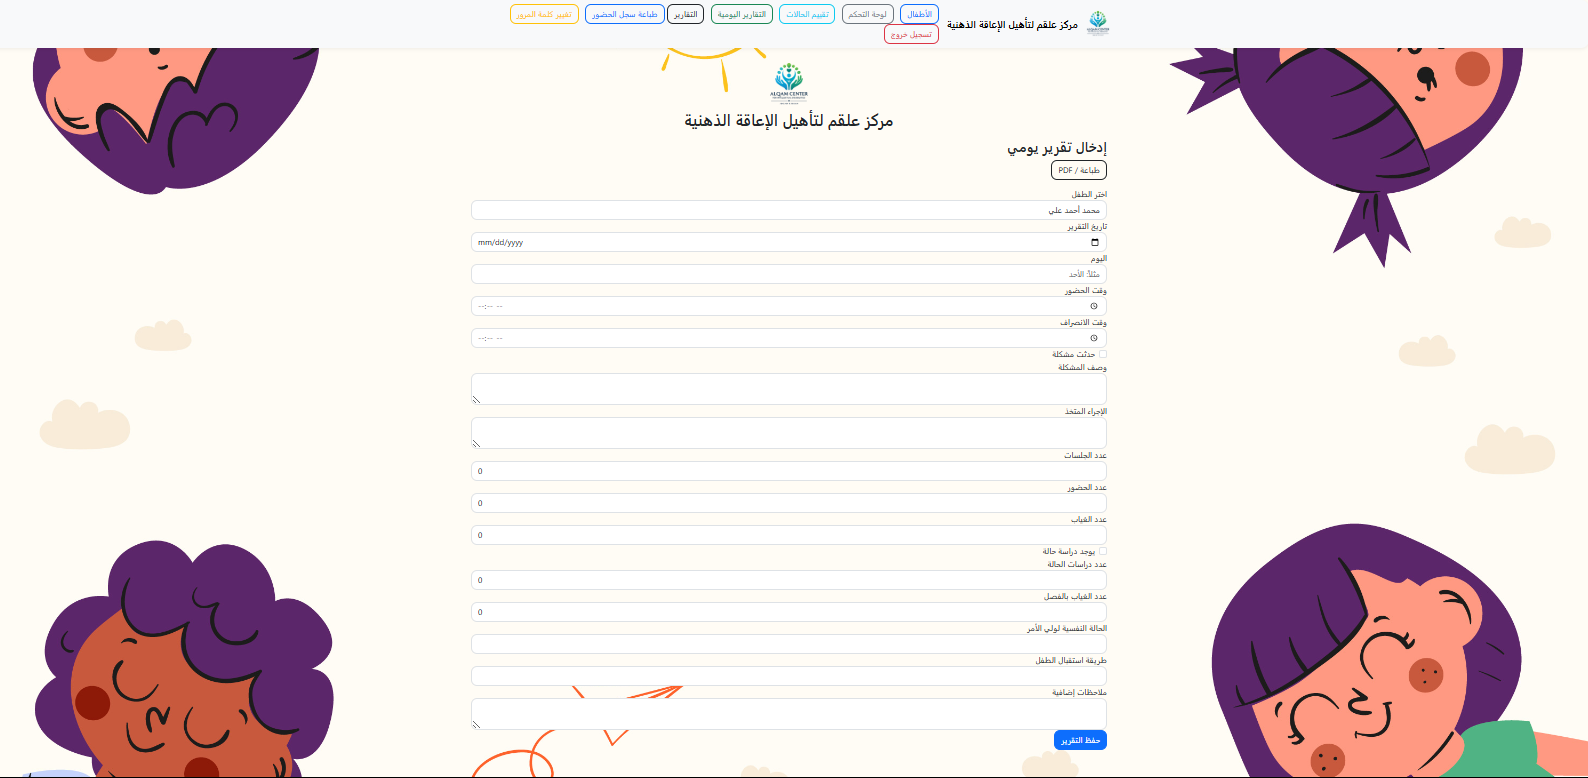 مركز علقم لتأهيل الإعاقة الذهنية
الأطفال
لوحة التحكم
تقييم الحالات
التقارير اليومية
التقارير
طباعة سجل الحضور
تغيير كلمة المرور
تسجيل خروج
ALQAM CENTER
مركز علقم لتأهيل الإعاقة الذهنية
إدخال تقرير يومي
طباعة / PDF
اختر الطفل
محمد أحمد علي
تاريخ التقرير
mm/dd/yyyy
اليوم
مثلاً: الأحد
وقت الحضور
--:-- --
وقت الانصراف
--:-- --
حدثت مشكلة
وصف المشكلة
الإجراء المتخذ
عدد الجلسات
0
عدد الحضور
0
عدد الغياب
0
يوجد دراسة حالة
عدد دراسات الحالة
0
عدد الغياب بالفصل
0
الحالة النفسية لولي الأمر
طريقة استقبال الطفل
ملاحظات إضافية
حفظ التقرير